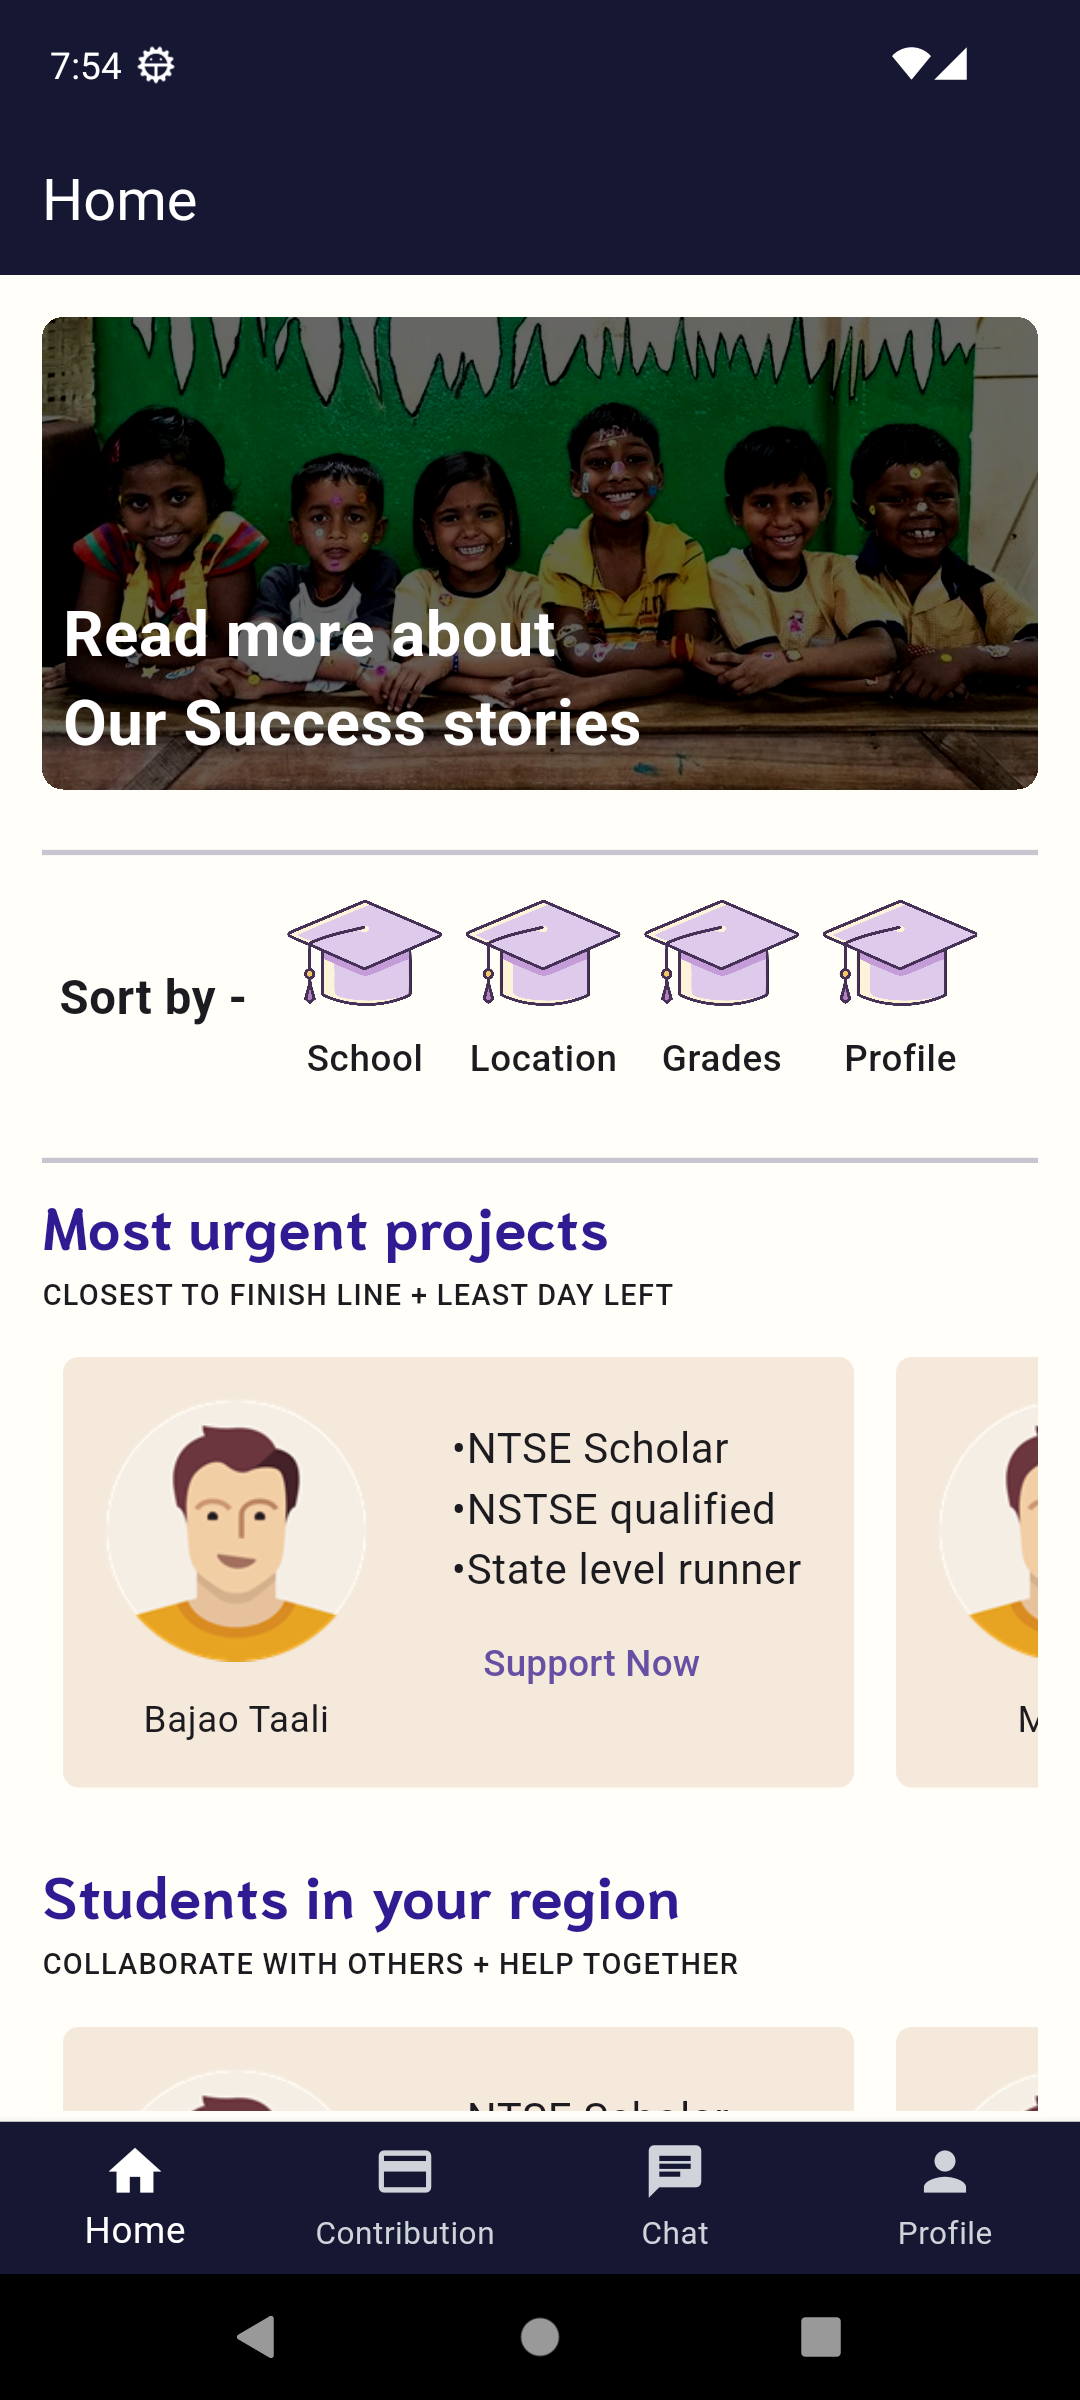 7:54
Home
Read more about
Our Success stories
Sort by -
School
Location
Grades
Profile
Most urgent projects
CLOSEST TO FINISH LINE + LEAST DAY LEFT
•NTSE Scholar
•NSTSE qualified
•State level runner
Support Now
Bajao Taali
M
Students in your region
COLLABORATE WITH OTHERS + HELP TOGETHER
NTSE Scholar
Home
Contribution
Chat
Profile